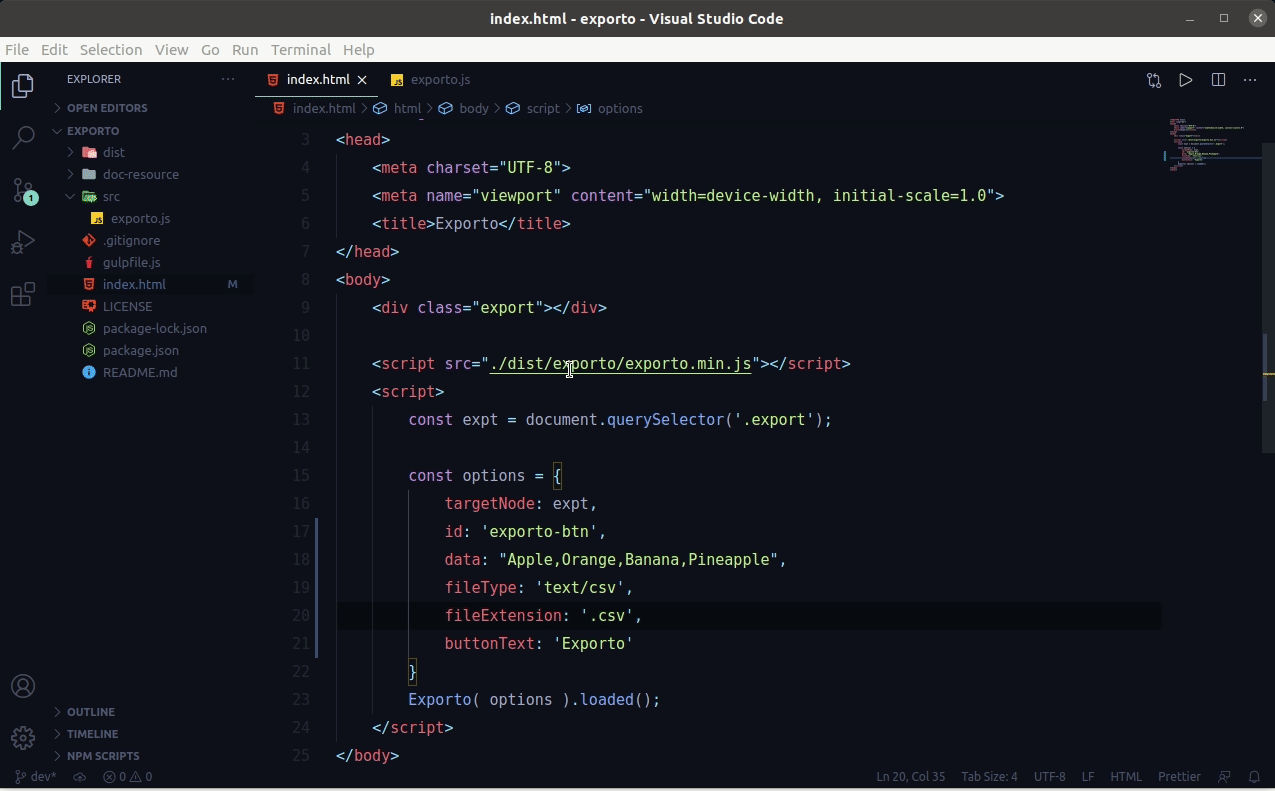 index.html - exporto - Visual Studio Code
File Edit Selection View Go Run Terminal Help
EXPLORER
OPEN EDITORS
EXPORTO
dist
doc-resource
src
JS exporto.js
.gitignore
gulpfile.js
index.html M
LICENSE
package-lock.json
package.json
README.md
OUTLINE
TIMELINE
NPM SCRIPTS
1
index.html
JS exporto.js
index.html > html > body > script > options
3 <head>
4 <meta charset="UTF-8">
5 <meta name="viewport" content="width=device-width, initial-scale=1.0">
6 <title>Exporto</title>
7 </head>
8 <body>
9 <div class="export"></div>
10
11 <script src="./dist/exporto/exporto.min.js"></script>
12 <script>
13 const expt = document.querySelector('.export');
14
15 const options = {
16 targetNode: expt,
17 id: 'exporto-btn',
18 data: "Apple,Orange,Banana,Pineapple",
19 fileType: 'text/csv',
20 fileExtension: '.csv',
21 buttonText: 'Exporto'
22 }
23 Exporto( options ).loaded();
24 </script>
25 </body>
dev* 0 0 Ln 20, Col 35 Tab Size: 4 UTF-8 LF HTML Prettier